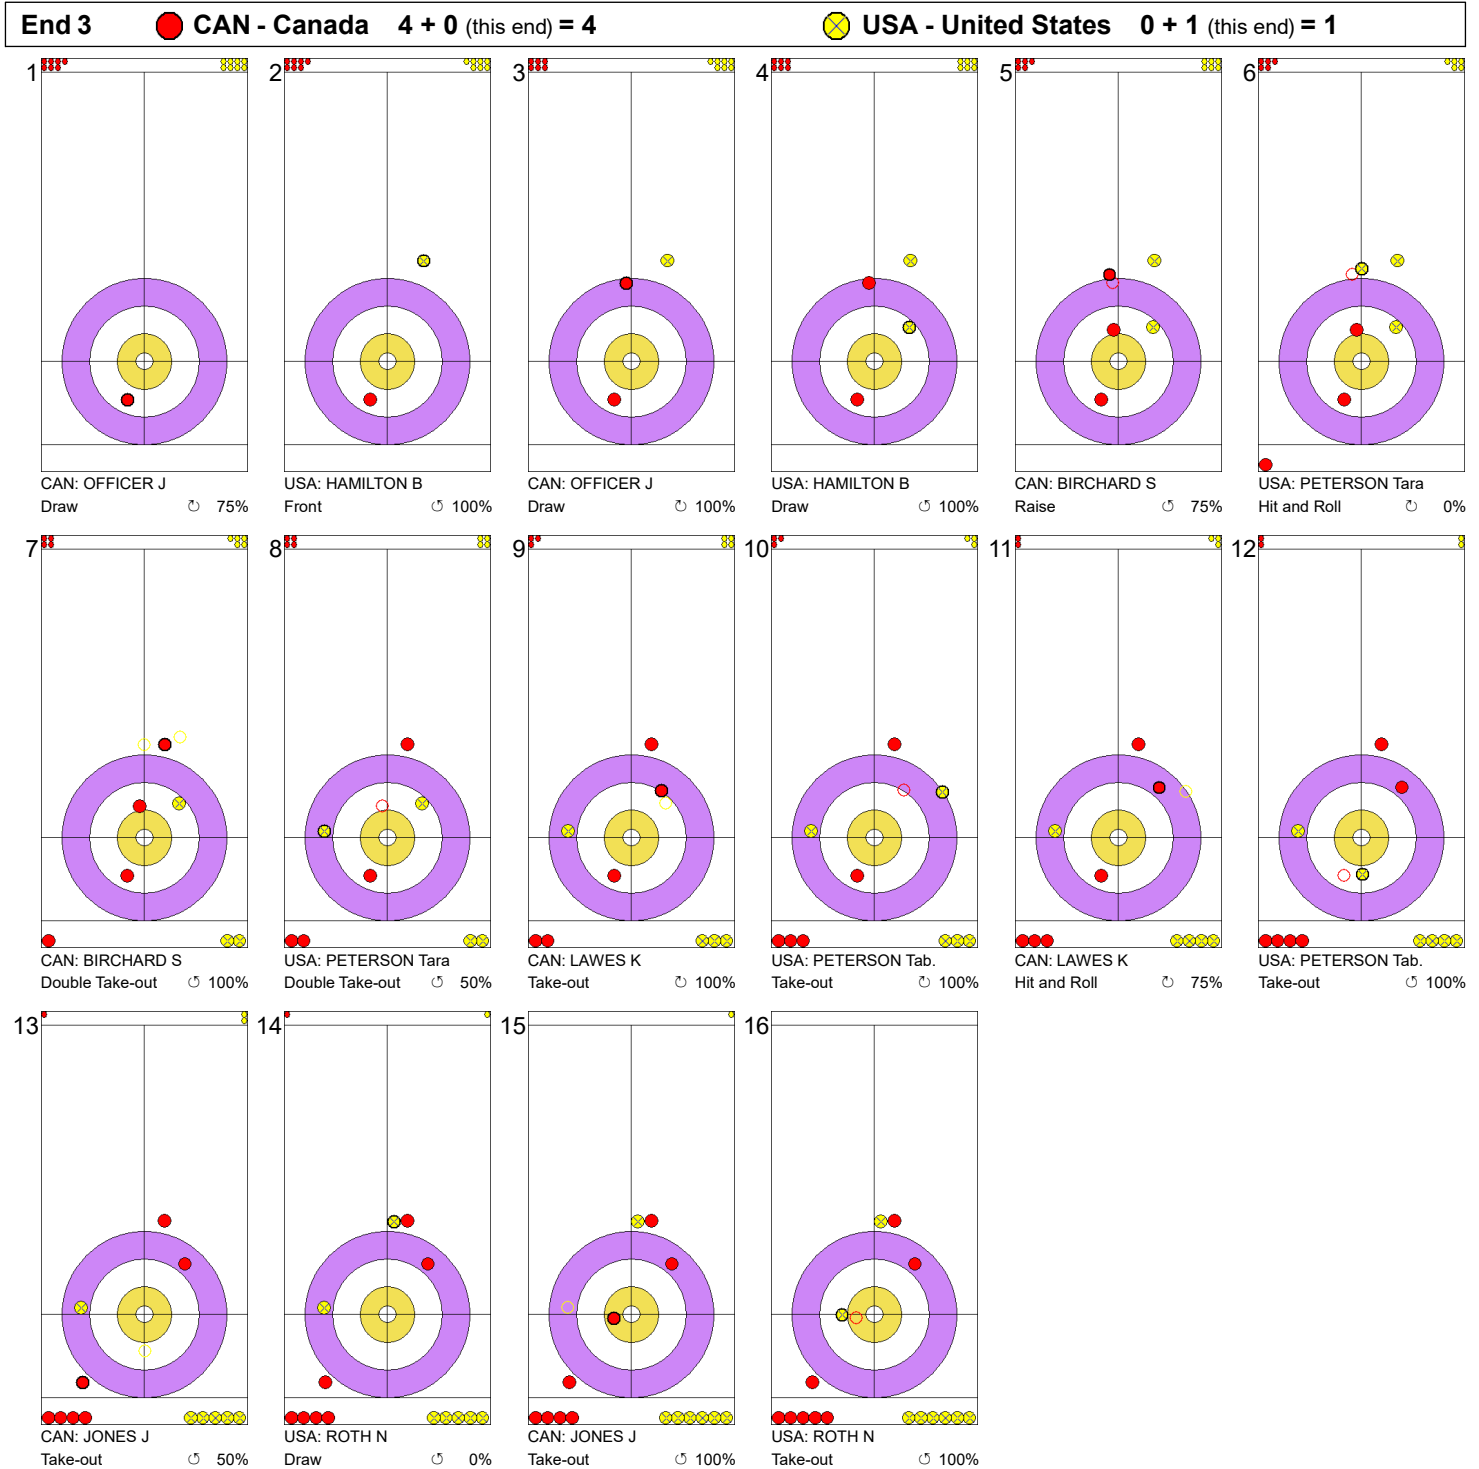 End 3 CAN - Canada 4 + 0 (this end) = 4 USA - United States 0 + 1 (this end) = 1
1 2 3 4 5 6
CAN: OFFICER J USA: HAMILTON B CAN: OFFICER J USA: HAMILTON B CAN: BIRCHARD S USA: PETERSON Tara
Draw ↻ 75% Front ↺ 100% Draw ↻ 100% Draw ↺ 100% Raise ↻ 75% Hit and Roll ↻ 0%
7 8 9 10 11 12
CAN: BIRCHARD S USA: PETERSON Tara CAN: LAWES K USA: PETERSON Tab. CAN: LAWES K USA: PETERSON Tab.
Double Take-out ↺ 100% Double Take-out ↺ 50% Take-out ↻ 100% Take-out ↻ 100% Hit and Roll ↻ 75% Take-out ↻ 100%
13 14 15 16
CAN: JONES J USA: ROTH N CAN: JONES J USA: ROTH N
Take-out ↺ 50% Draw ↺ 0% Take-out ↺ 100% Take-out ↺ 100%